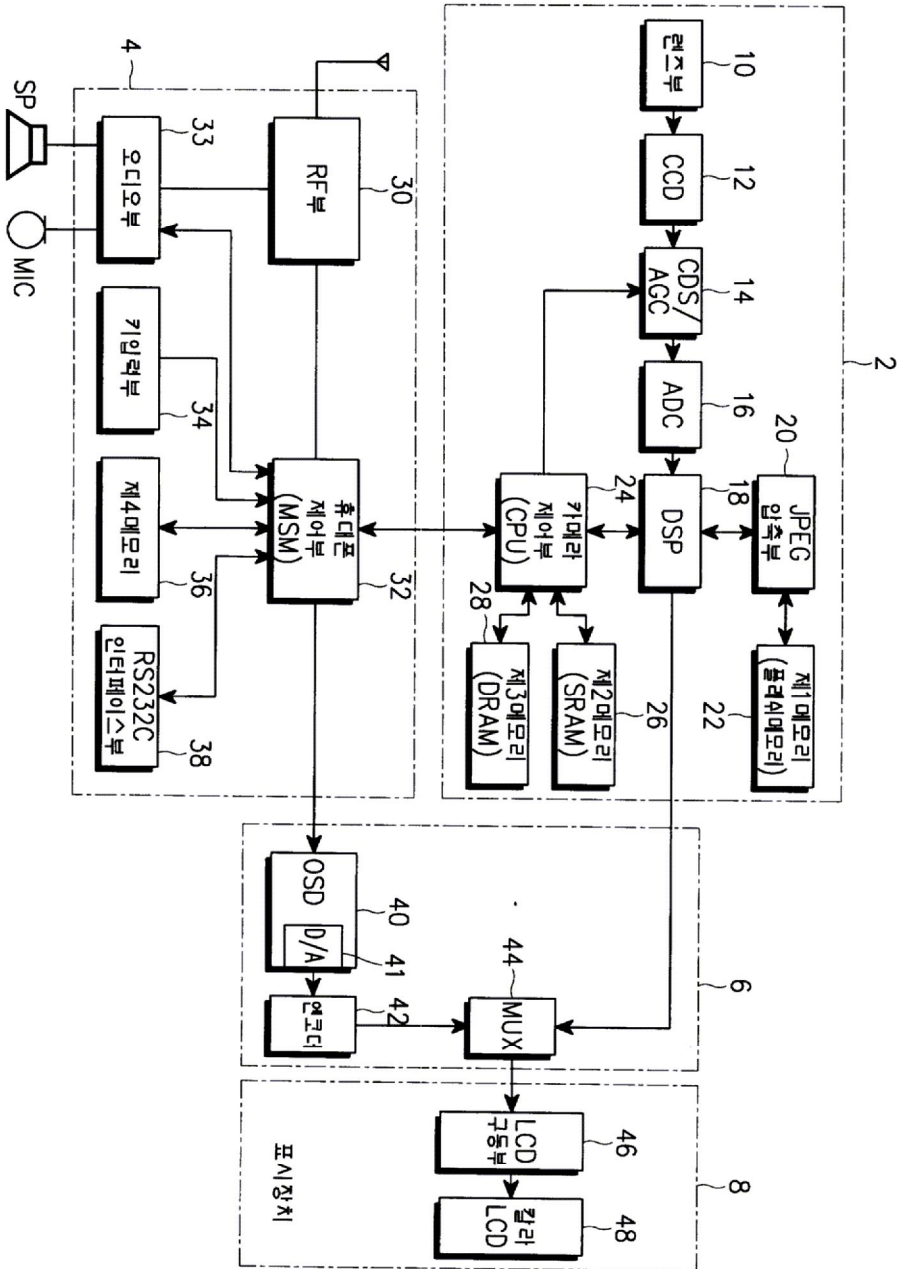 2
20
JPEG
압축부
제1메모리
(플래쉬메모리)
22
10
렌즈부
12
CCD
14
CDS/
AGC
16
ADC
18
DSP
24
카메라
제어부
(CPU)
제2메모리
(SRAM)
26
28
제3메모리
(DRAM)
4
RF부
30
휴대폰
제어부
(MSM)
32
33
오디오부
키입력부
34
제4메모리
36
RS232C
인터페이스부
38
SP
MIC
6
44
MUX
40
OSD
D/A
41
42
엔코더
8
46
LCD
구동부
48
칼라
LCD
표시장치